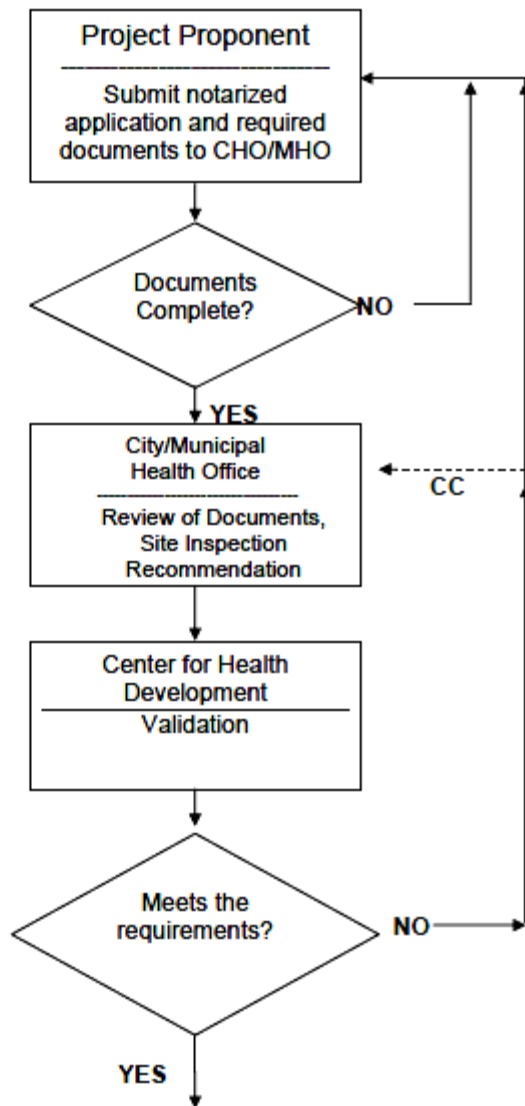 Project Proponent
Submit notarized
application and required
documents to CHO/MHO
Documents
Complete?
NO
YES
City/Municipal
Health Office
CC
Review of Documents,
Site Inspection
Recommendation
Center for Health
Development
Validation
Meets the
requirements?
NO
YES